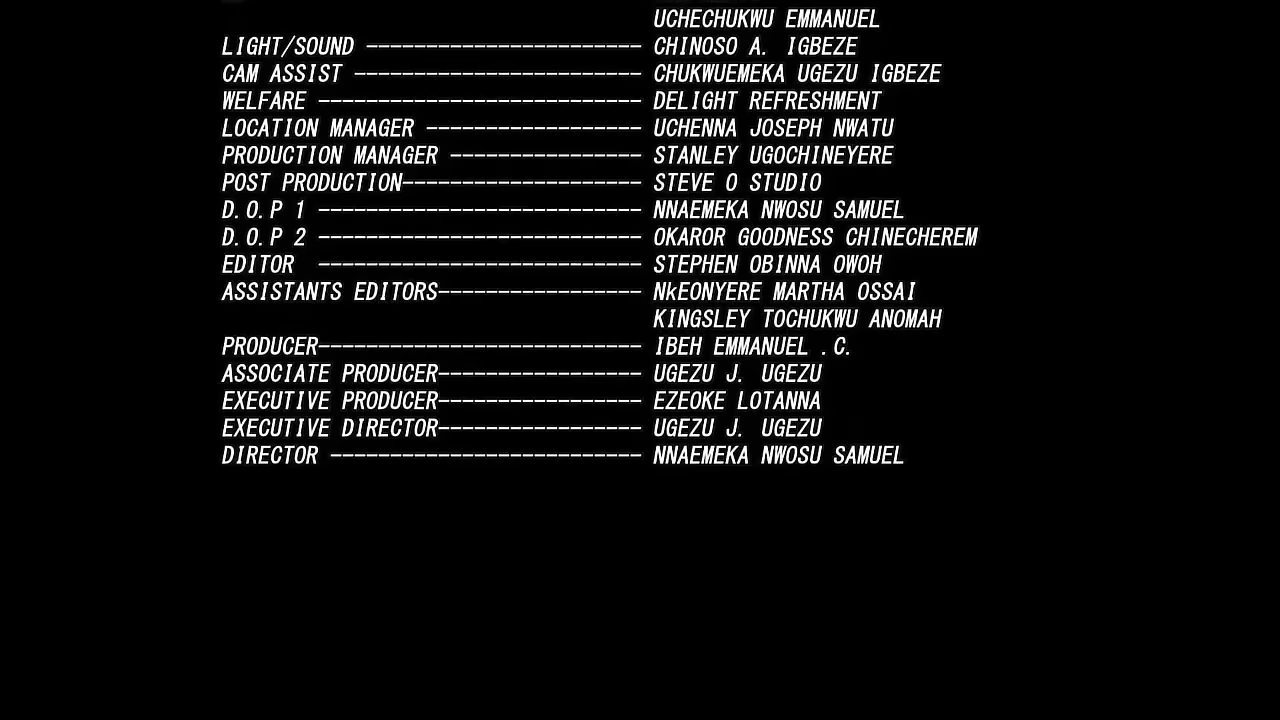 UCHECHUKWU EMMANUEL
LIGHT/SOUND ----------------------- CHINOSO A. IGBEZE
CAM ASSIST ------------------------ CHUKWUEMEKA UGEZU IGBEZE
WELFARE --------------------------- DELIGHT REFRESHMENT
LOCATION MANAGER ------------------ UCHENNA JOSEPH NWATU
PRODUCTION MANAGER ---------------- STANLEY UGOCHINEYERE
POST PRODUCTION-------------------- STEVE O STUDIO
D.O.P 1 --------------------------- NNAEMEKA NWOSU SAMUEL
D.O.P 2 --------------------------- OKAROR GOODNESS CHINECHEREM
EDITOR  --------------------------- STEPHEN OBINNA OWOH
ASSISTANTS EDITORS----------------- NkEONYERE MARTHA OSSAI
KINGSLEY TOCHUKWU ANOMAH
PRODUCER--------------------------- IBEH EMMANUEL .C.
ASSOCIATE PRODUCER----------------- UGEZU J. UGEZU
EXECUTIVE PRODUCER----------------- EZEOKE LOTANNA
EXECUTIVE DIRECTOR----------------- UGEZU J. UGEZU
DIRECTOR -------------------------- NNAEMEKA NWOSU SAMUEL